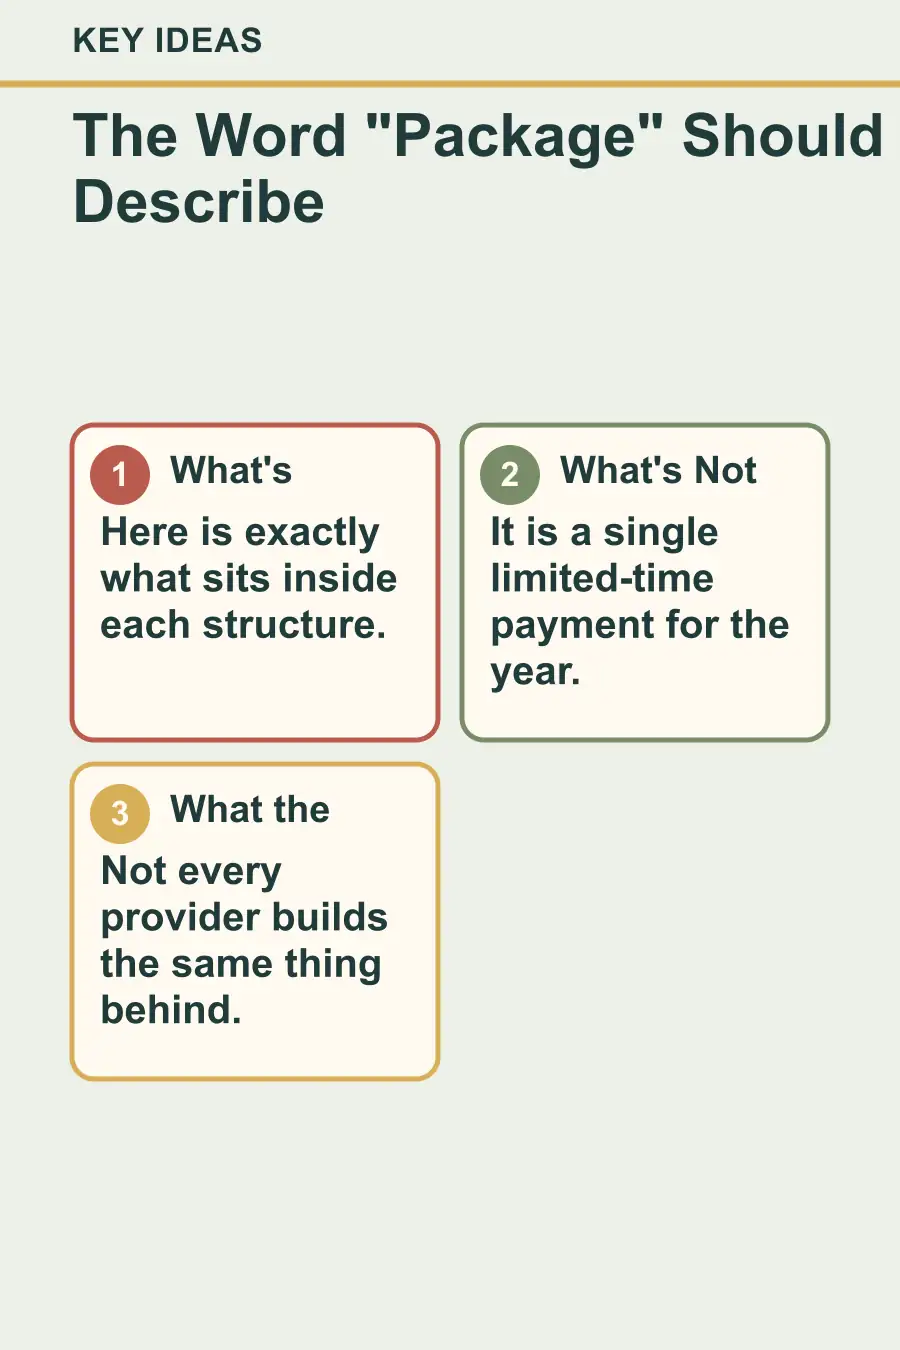 KEY IDEAS
The Word "Package" Should
Describe
1 What's
Here is exactly
what sits inside
each structure.
2 What's Not
It is a single
limited-time
payment for the
year.
3 What the
Not every
provider builds
the same thing
behind.